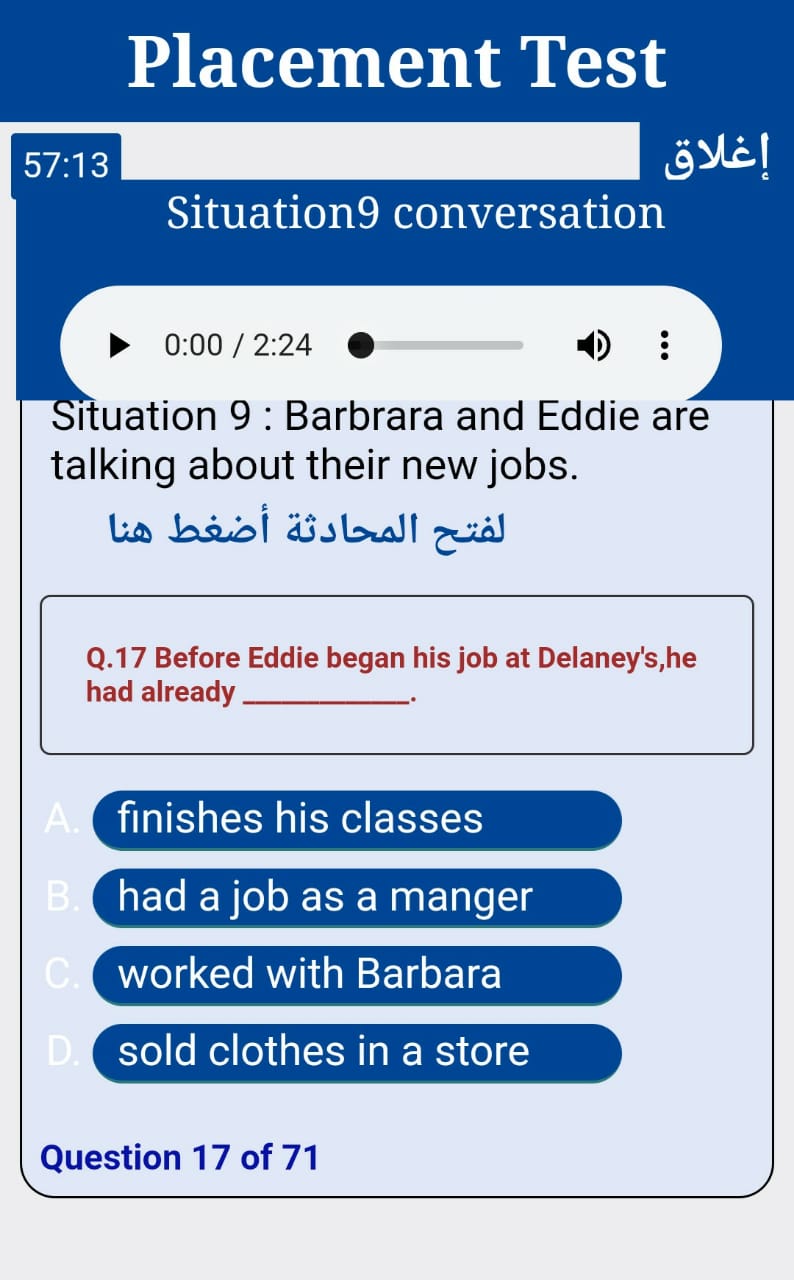 Placement Test
57:13
إغلاق
Situation9 conversation
0:00 / 2:24
Situation 9 : Barbrara and Eddie are
talking about their new jobs.
لفتح المحادثة أضغط هنا
Q.17 Before Eddie began his job at Delaney's,he
had already _____________.
A. finishes his classes
B. had a job as a manger
C. worked with Barbara
D. sold clothes in a store
Question 17 of 71